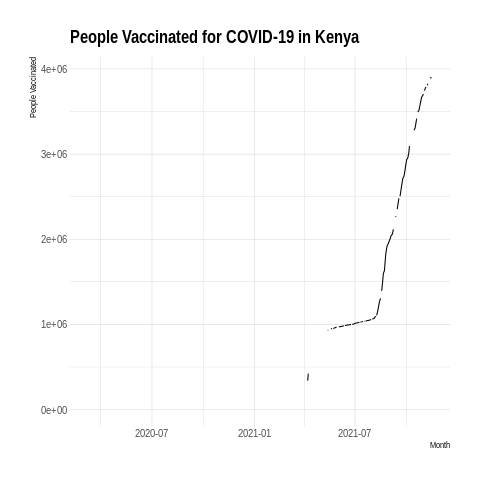 People Vaccinated for COVID-19 in Kenya
People Vaccinated
4e+06
3e+06
2e+06
1e+06
0e+00
2020-07
2021-01
2021-07
Month